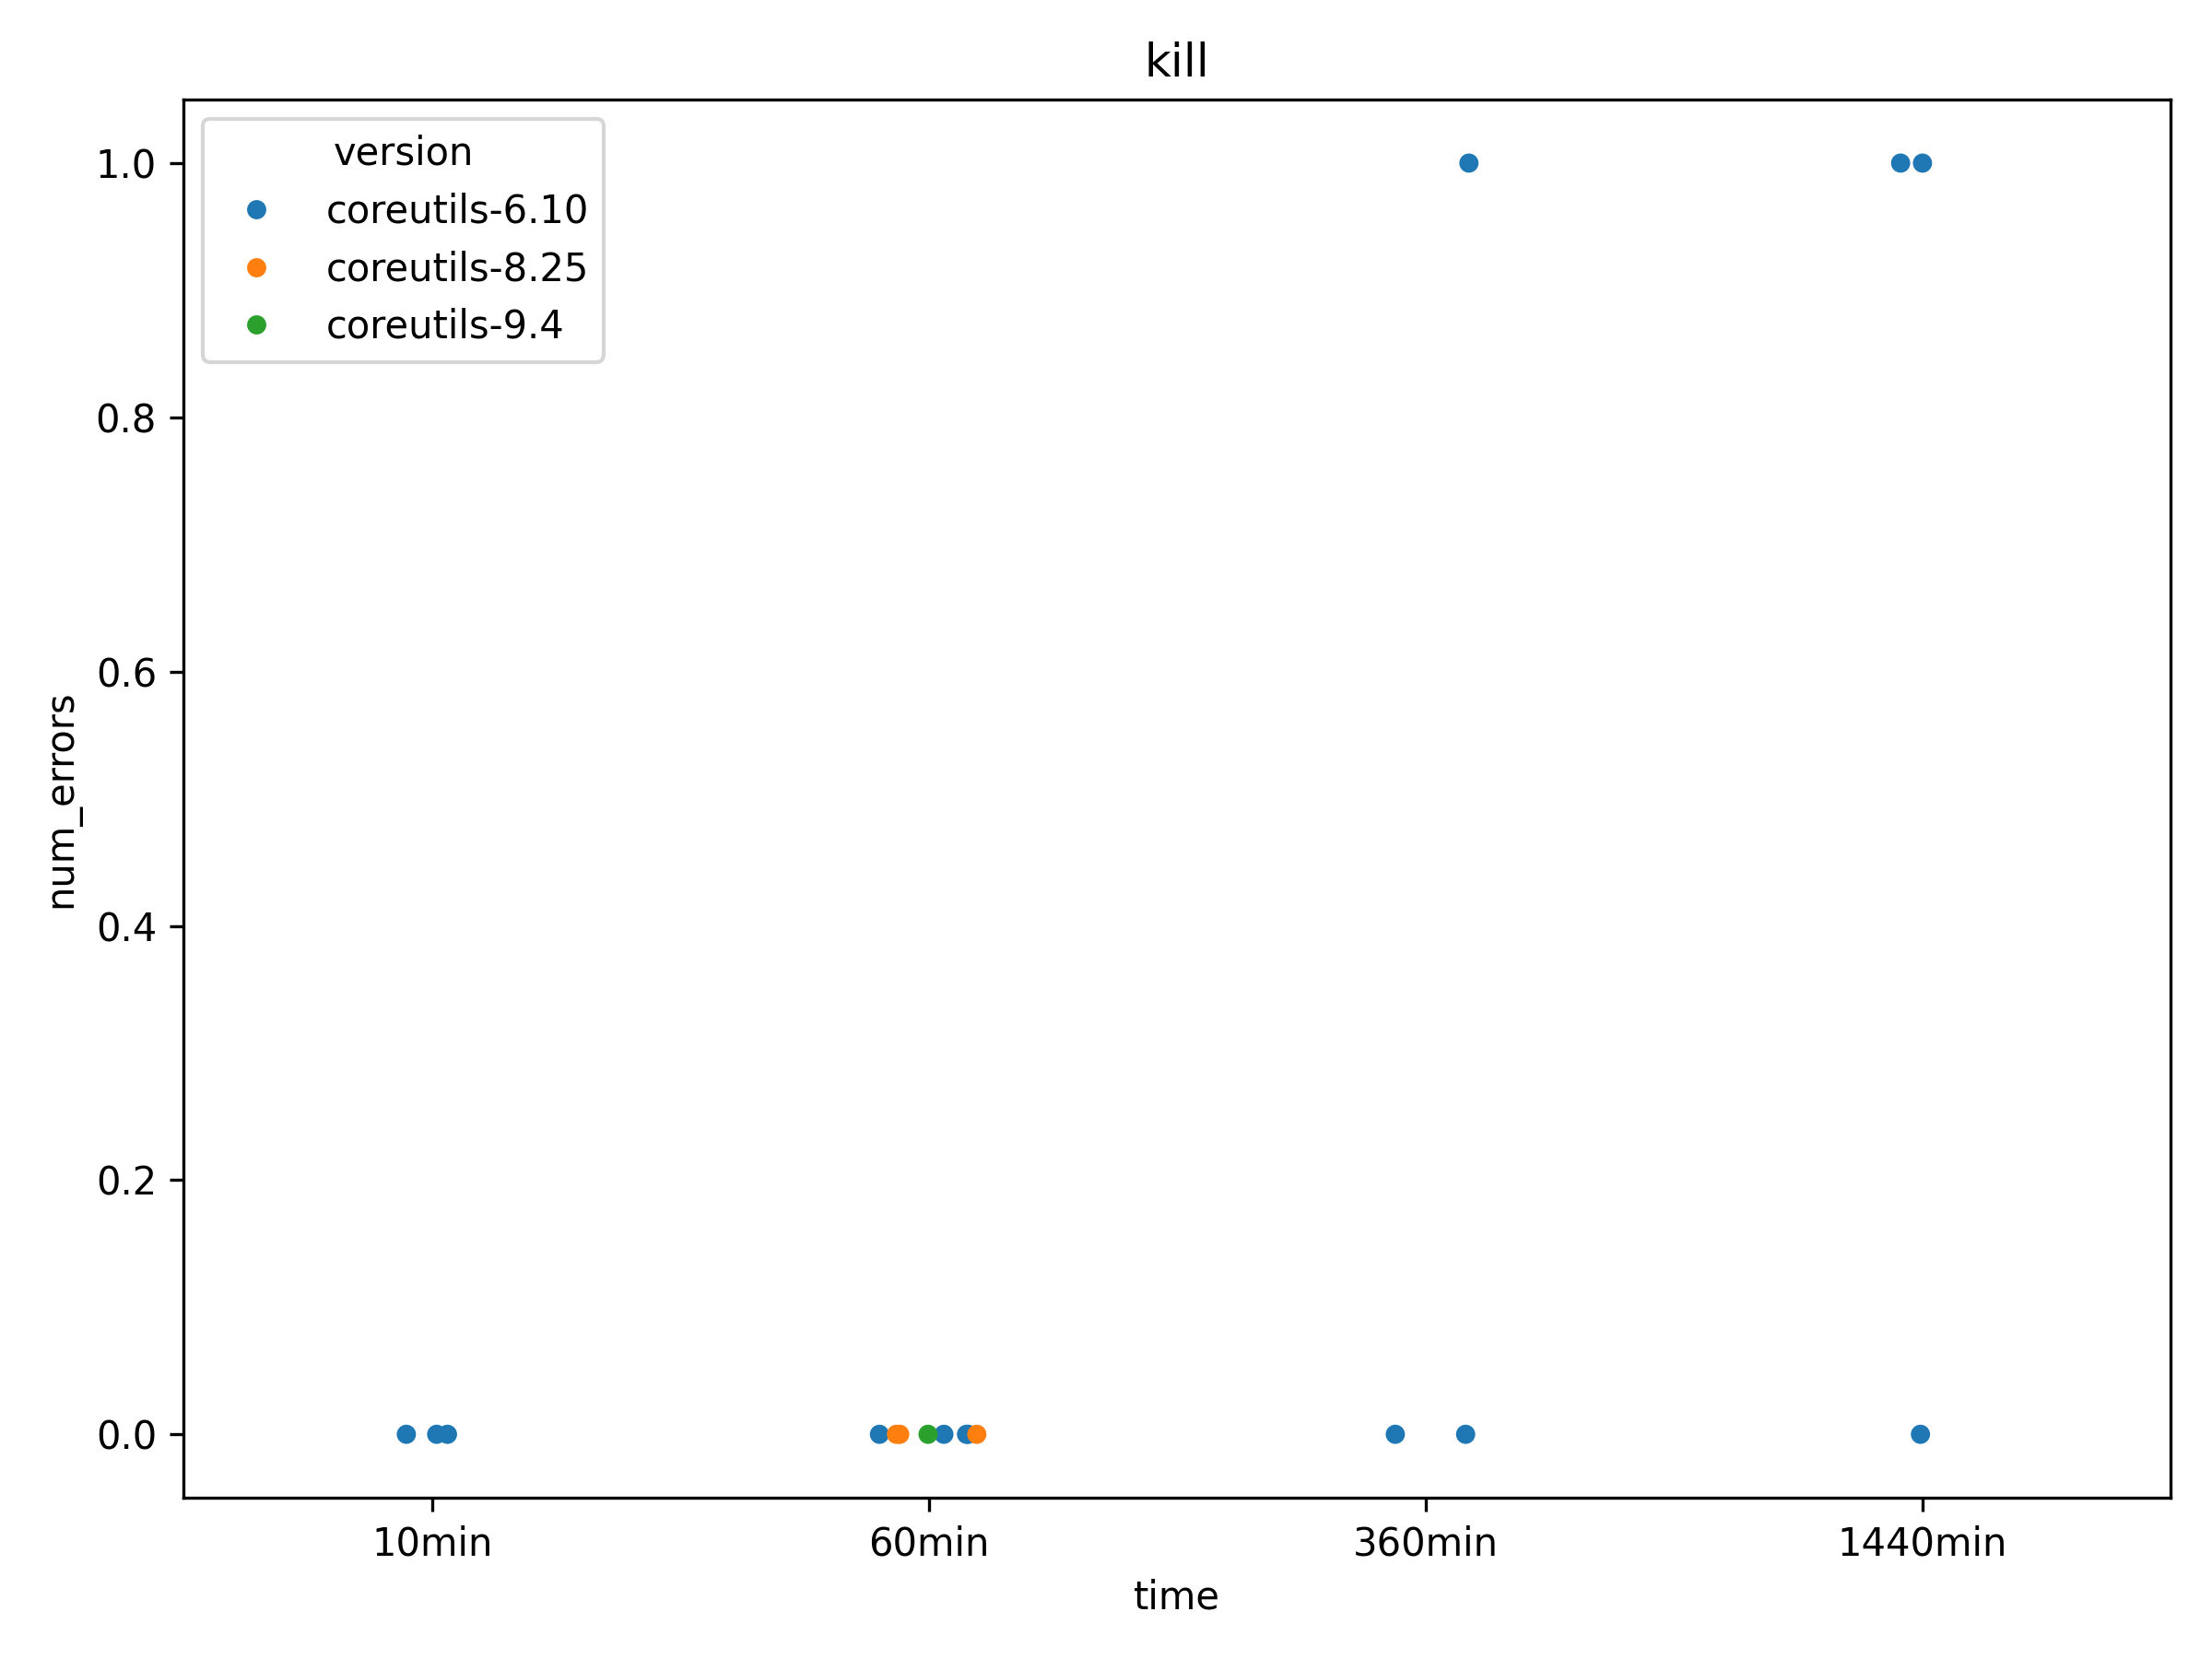 kill
version
coreutils-6.10
coreutils-8.25
coreutils-9.4
1.0
0.8
0.6
0.4
0.2
0.0
num_errors
10min 60min 360min 1440min
time